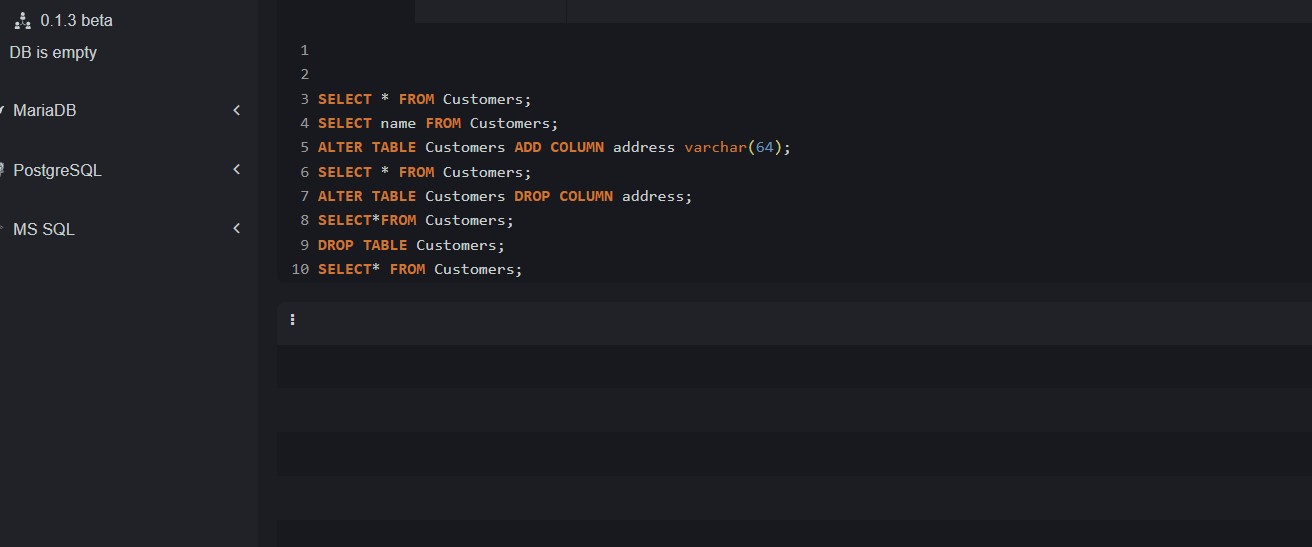 0.1.3 beta
DB is empty
MariaDB
PostgreSQL
MS SQL
1
2
3 SELECT * FROM Customers;
4 SELECT name FROM Customers;
5 ALTER TABLE Customers ADD COLUMN address varchar(64);
6 SELECT * FROM Customers;
7 ALTER TABLE Customers DROP COLUMN address;
8 SELECT*FROM Customers;
9 DROP TABLE Customers;
10 SELECT* FROM Customers;